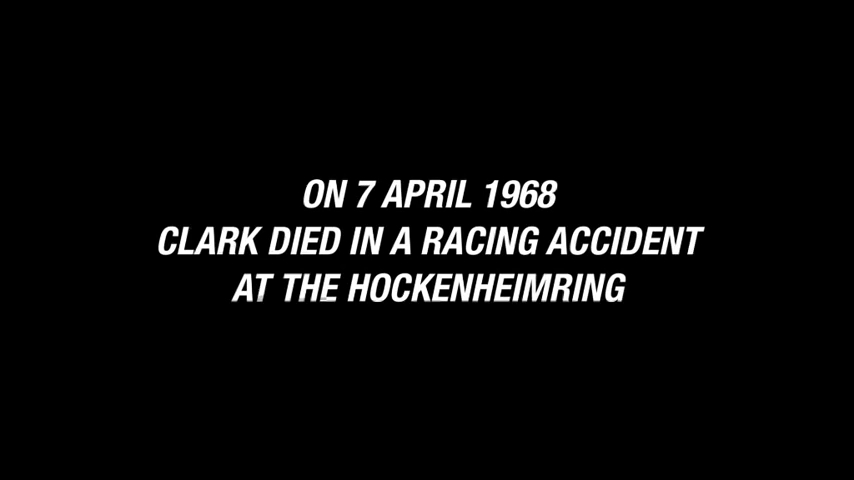 ON 7 APRIL 1968
CLARK DIED IN A RACING ACCIDENT
AT THE HOCKENHEIMRING